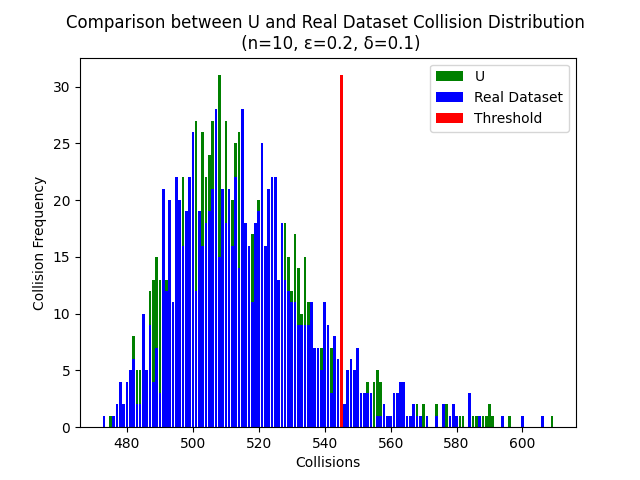 Comparison between U and Real Dataset Collision Distribution
(n=10, ε=0.2, δ=0.1)
U
Real Dataset
Threshold
Collision Frequency
30
25
20
15
10
5
0
480
500
520
540
560
580
600
Collisions